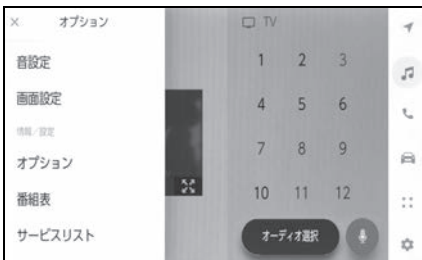 × オプション
音設定
画面設定
情報／設定
オプション
番組表
サービスリスト
TV
1 2 3
4 5 6
7 8 9
10 11 12
オーディオ選択